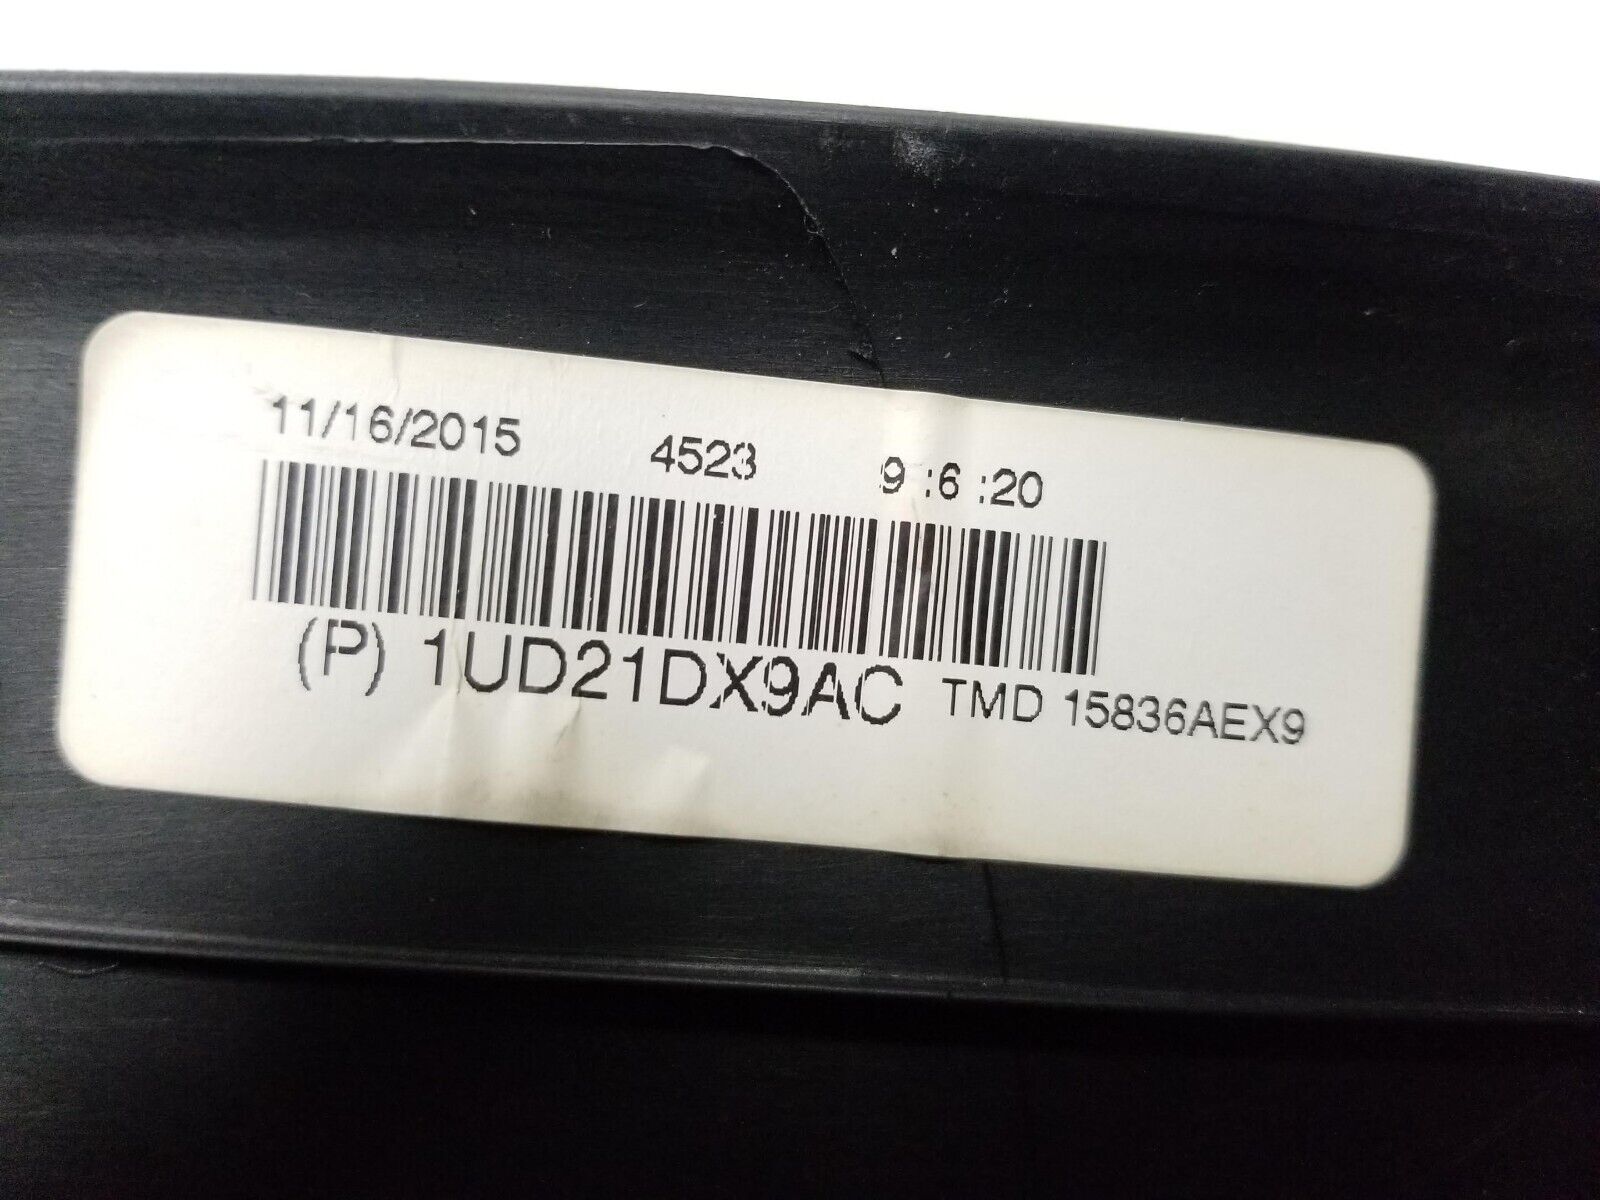 11/16/2015 4523 9 :6 :20
(P) 1UD21DX9AC TMD 15836AEX9